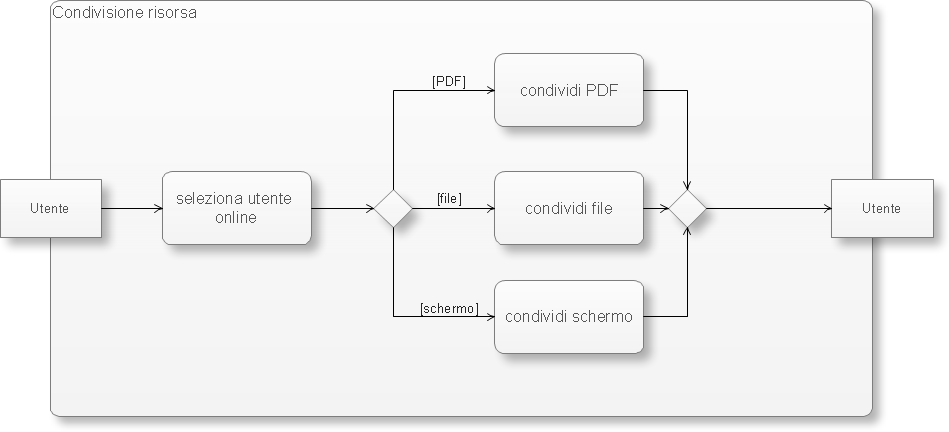 Condivisione risorsa
Utente
seleziona utente
online
[PDF]
condividi PDF
[file]
condividi file
[schermo]
condividi schermo
Utente